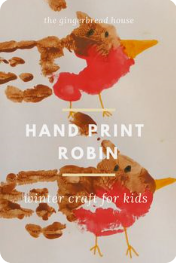 the gingerbread house
HAND PRINT
ROBIN
winter craft for kids